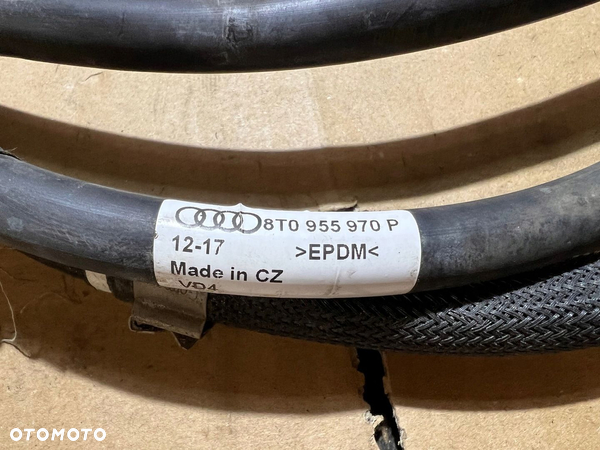 8T0 955 970 P
12-17 >EPDM<
Made in CZ
VD4
OTOMOTO